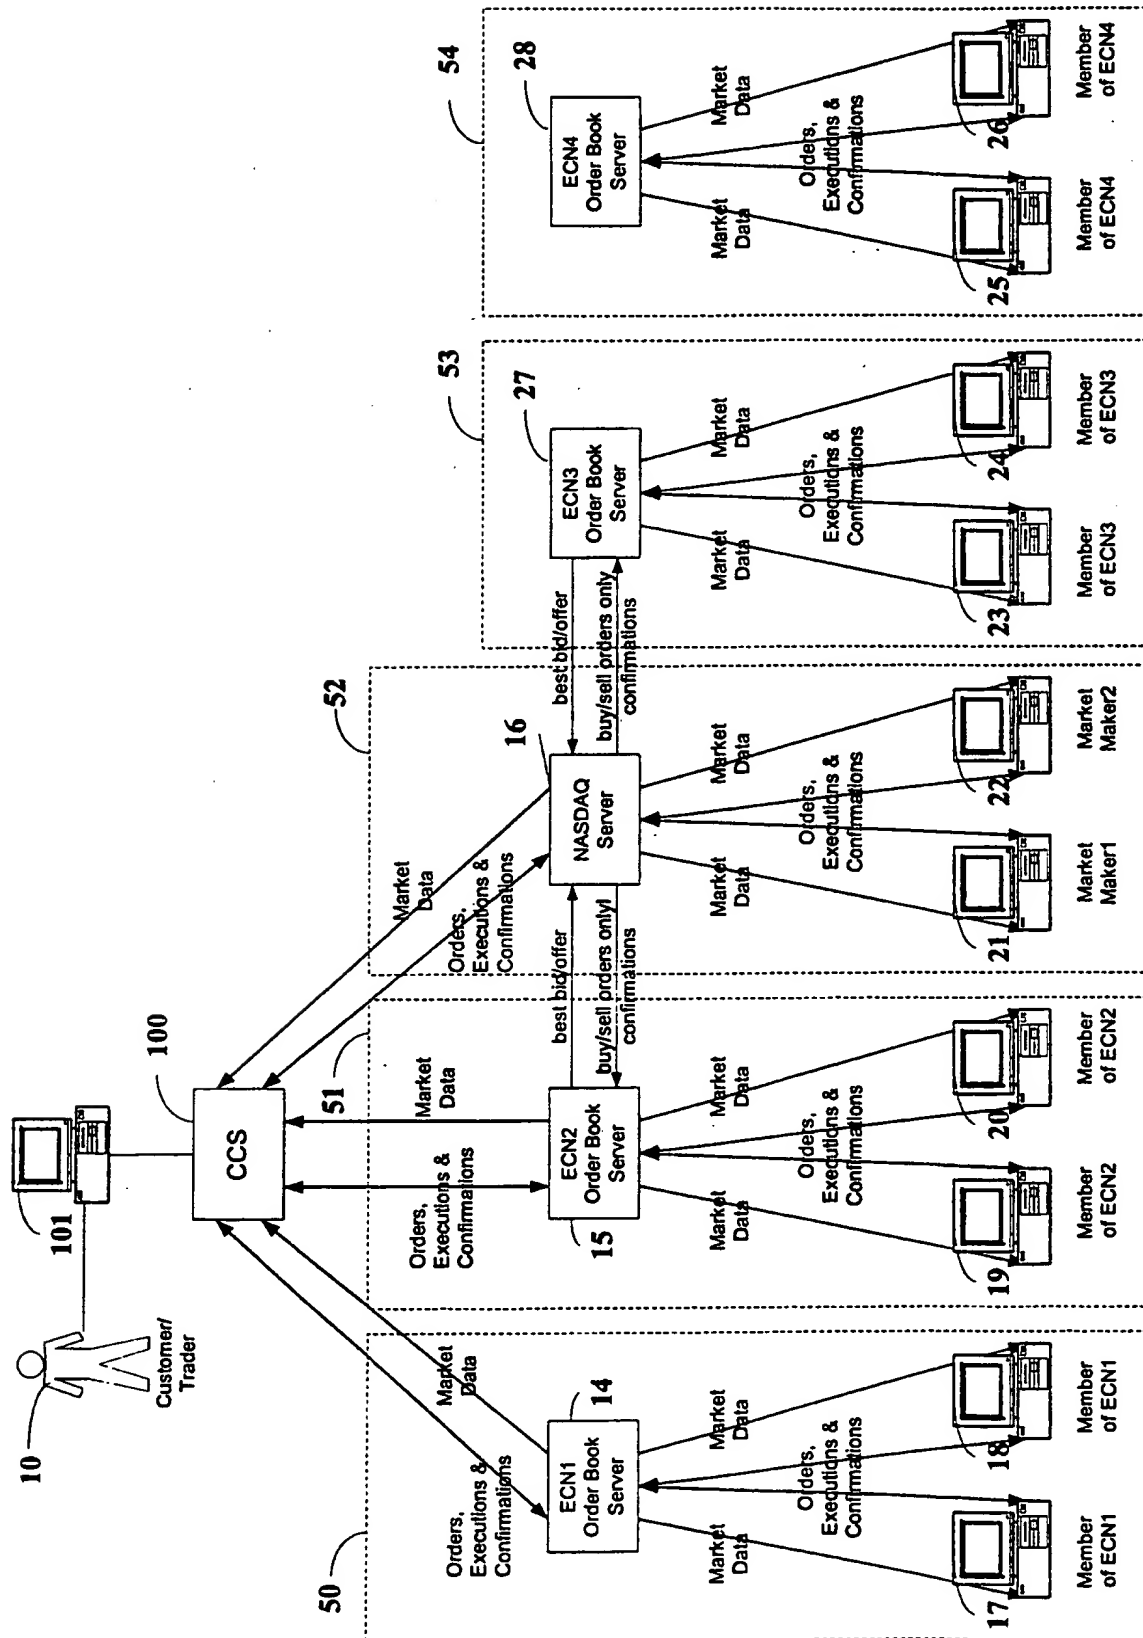 10
Customer/
Trader
101
CCS
100
50
51
52
53
54
Orders,
Executions &
Confirmations
Market
Data
Orders,
Executions &
Confirmations
Market
Data
Market
Data
Orders,
Executions &
Confirmations
ECN1
Order Book
Server
14
ECN2
Order Book
Server
15
best bid/offer
buy/sell orders only
confirmations
NASDAQ
Server
16
best bid/offer
buy/sell orders only
confirmations
ECN3
Order Book
Server
27
ECN4
Order Book
Server
28
Market
Data
Orders,
Executions &
Confirmations
Market
Data
Market
Data
Orders,
Executions &
Confirmations
Market
Data
Market
Data
Orders,
Executions &
Confirmations
Market
Data
Market
Data
Orders,
Executions &
Confirmations
Market
Data
Market
Data
Orders,
Executions &
Confirmations
Market
Data
17
18
19
20
21
22
23
24
25
26
Member
of ECN1
Member
of ECN1
Member
of ECN2
Member
of ECN2
Market
Maker1
Market
Maker2
Member
of ECN3
Member
of ECN3
Member
of ECN4
Member
of ECN4